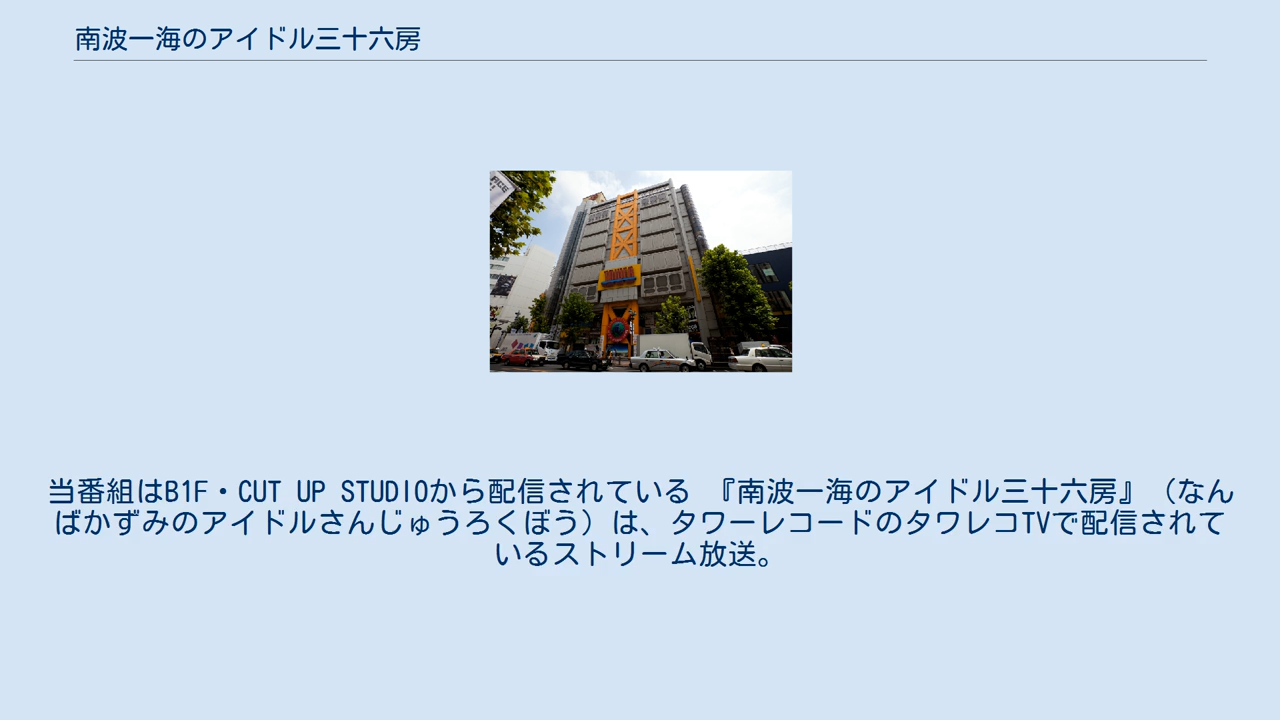 南波一海のアイドル三十六房
当番組はB1F・CUT UP STUDIOから配信されている 『南波一海のアイドル三十六房』（なん
ばかずみのアイドルさんじゅうろくぼう）は、タワーレコードのタワレコTVで配信されて
いるストリーム放送。